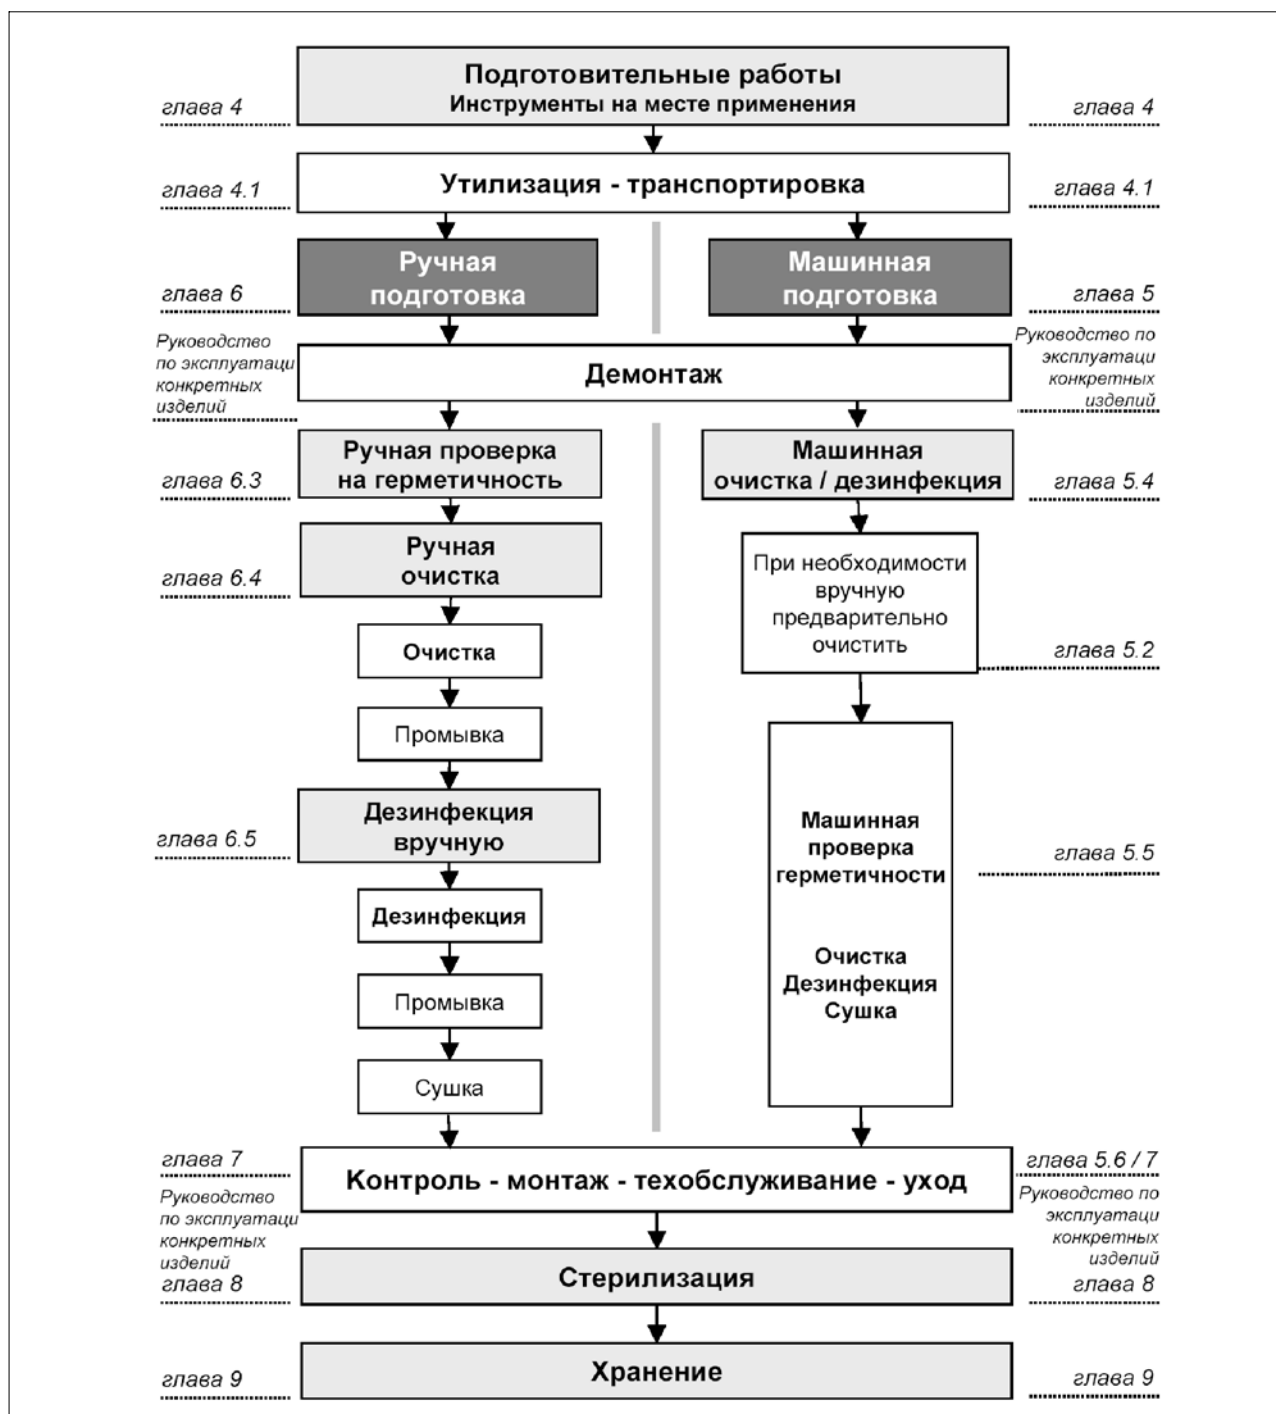 Подготовительные работы
Инструменты на месте применения
глава 4
глава 4
Утилизация - транспортировка
глава 4.1
глава 4.1
Ручная
подготовка
Машинная
подготовка
глава 6
глава 5
Руководство
по эксплуатаци
конкретных
изделий
Демонтаж
Руководство по
эксплуатаци
конкретных
изделий
Ручная проверка
на герметичность
глава 6.3
Машинная
очистка / дезинфекция
глава 5.4
Ручная
очистка
глава 6.4
При необходимости
вручную
предварительно
очистить
глава 5.2
Очистка
Промывка
Дезинфекция
вручную
глава 6.5
Машинная
проверка
герметичности
глава 5.5
Очистка
Дезинфекция
Сушка
Дезинфекция
Промывка
Сушка
глава 7
Контроль - монтаж - техобслуживание - уход
глава 5.6 / 7
Руководство
по эксплуатаци
конкретных
изделий
Руководство по
эксплуатаци
конкретных
изделий
глава 8
Стерилизация
глава 8
глава 9
Хранение
глава 9